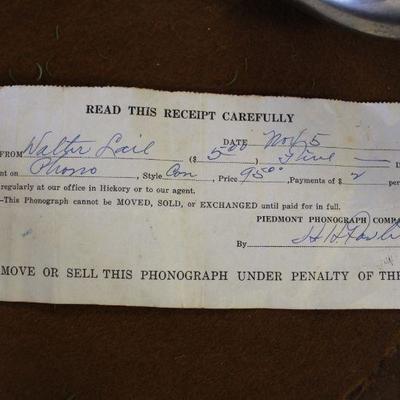 READ THIS RECEIPT CAREFULLY
DATE Nov 5
FROM Walter Lail ($ 5.00 ) Five — D
nt on Phono , Style Con , Price 95.00 , Payments of $ 2 per
regularly at our office in Hickory or to our agent.
—This Phonograph cannot be MOVED, SOLD, or EXCHANGED until paid for in full.
PIEDMONT PHONOGRAPH COMPA
By H H
MOVE OR SELL THIS PHONOGRAPH UNDER PENALTY OF THE